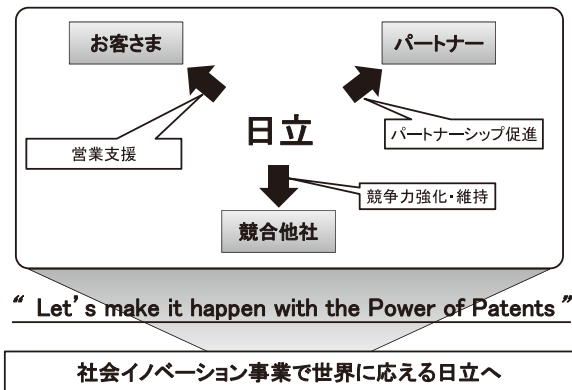 お客さま
パートナー
日立
営業支援
パートナーシップ促進
競争力強化・維持
競合他社
“ Let’s make it happen with the Power of Patents ”
社会イノベーション事業で世界に応える日立へ